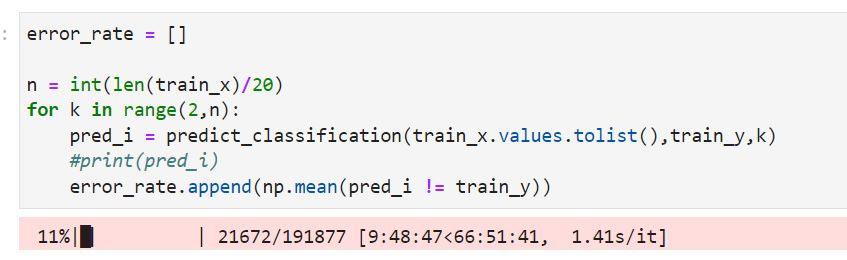 : error_rate = []
n = int(len(train_x)/20)
for k in range(2,n):
    pred_i = predict_classification(train_x.values.tolist(),train_y,k)
    #print(pred_i)
    error_rate.append(np.mean(pred_i != train_y))
11%|█         | 21672/191877 [9:48:47<66:51:41,  1.41s/it]